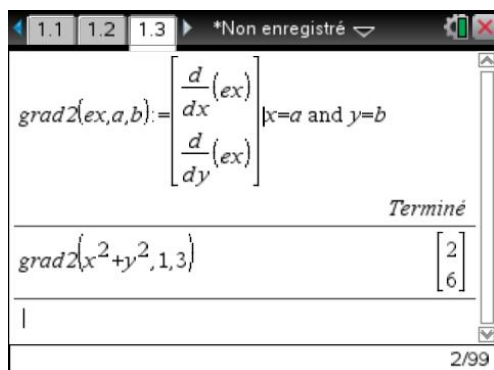 1.1 1.2 1.3 *Non enregistré
grad2(ex,a,b):=[d/dx(ex) d/dy(ex)]|x=a and y=b
Terminé
grad2(x²+y²,1,3) [2 6]
2/99